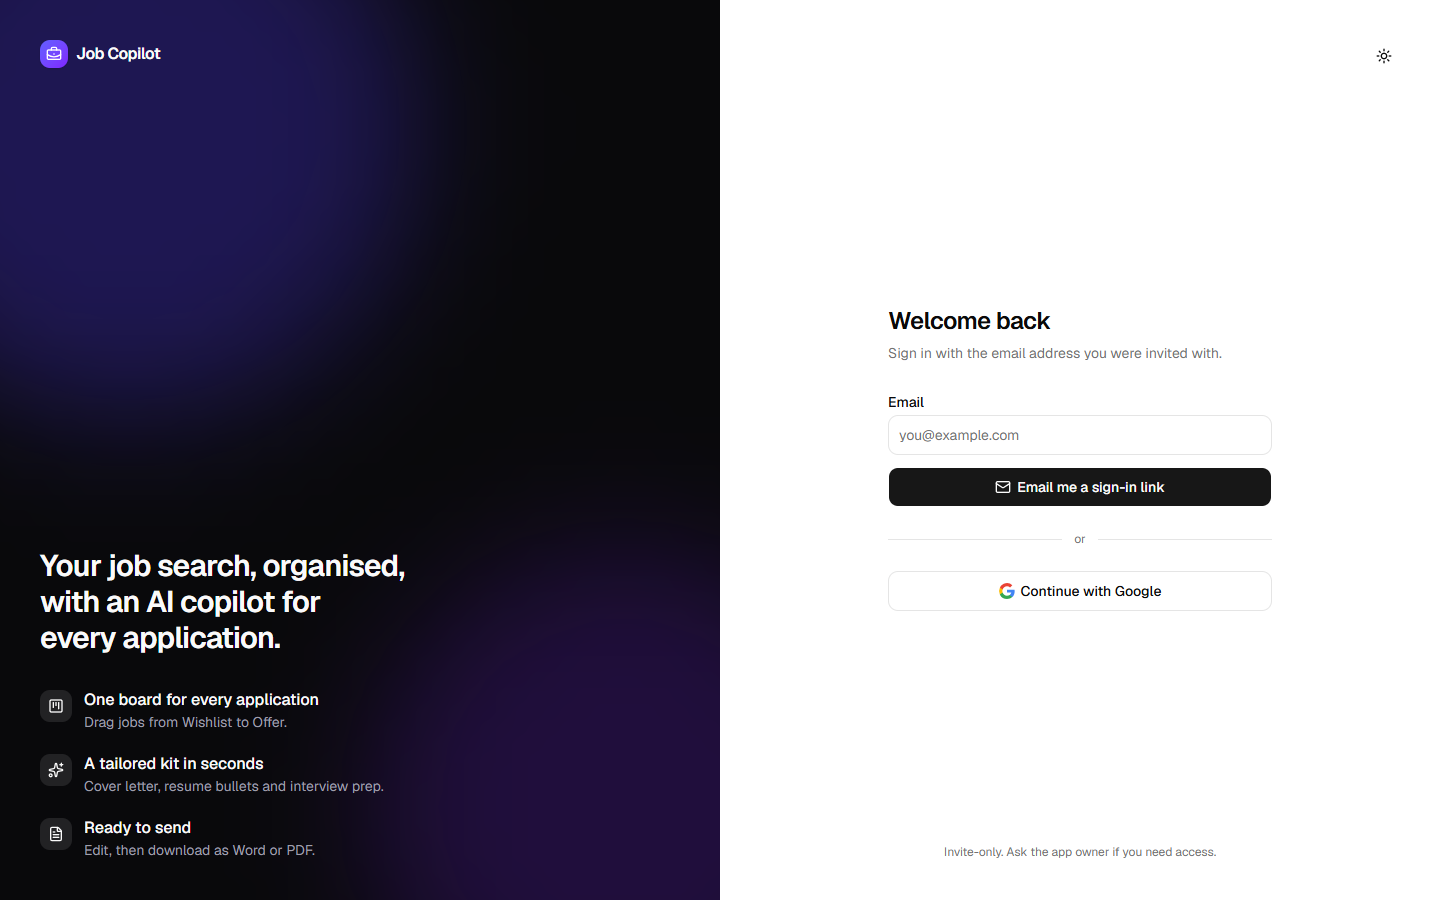 Job Copilot
Your job search, organised,
with an AI copilot for
every application.
One board for every application
Drag jobs from Wishlist to Offer.
A tailored kit in seconds
Cover letter, resume bullets and interview prep.
Ready to send
Edit, then download as Word or PDF.
Welcome back
Sign in with the email address you were invited with.
Email
you@example.com
Email me a sign-in link
or
Continue with Google
Invite-only. Ask the app owner if you need access.